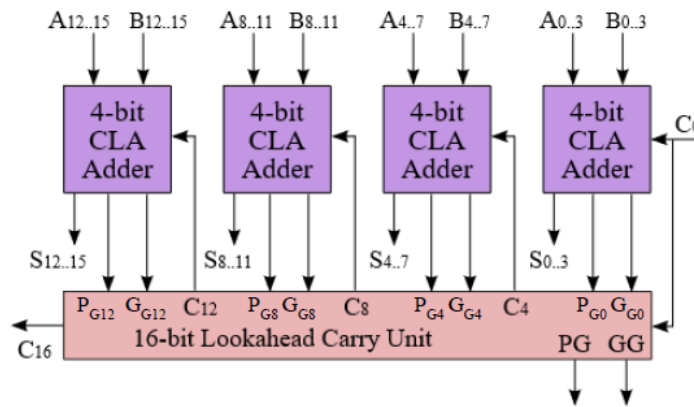 A12..15 B12..15 A8..11 B8..11 A4..7 B4..7 A0..3 B0..3
4-bit CLA Adder
4-bit CLA Adder
4-bit CLA Adder
4-bit CLA Adder
S12..15 S8..11 S4..7 S0..3
PG12 GG12 C12 PG8 GG8 C8 PG4 GG4 C4 PG0 GG0
16-bit Lookahead Carry Unit
C16
PG GG